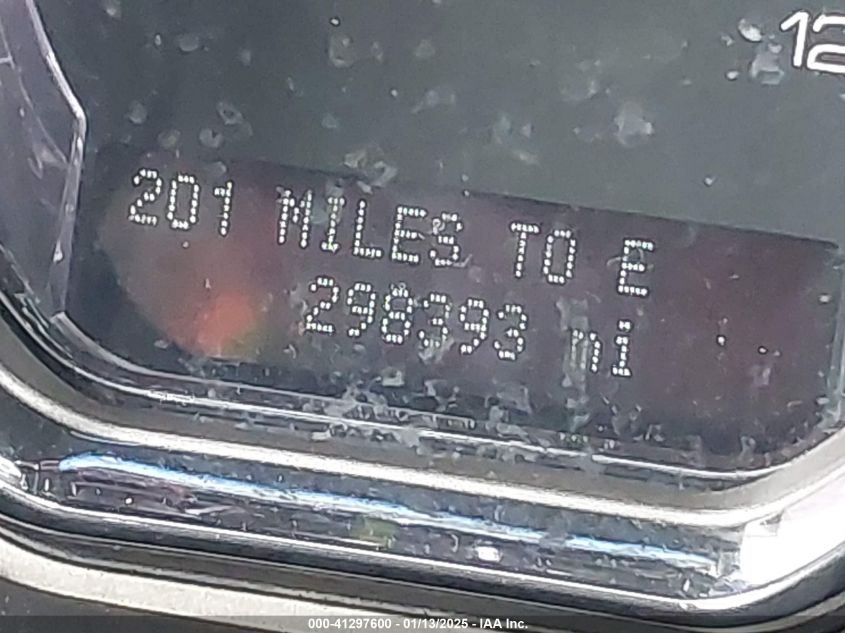 12
201 MILES TO E
298393 mi
000-41297600 - 01/13/2025 - IAA Inc.